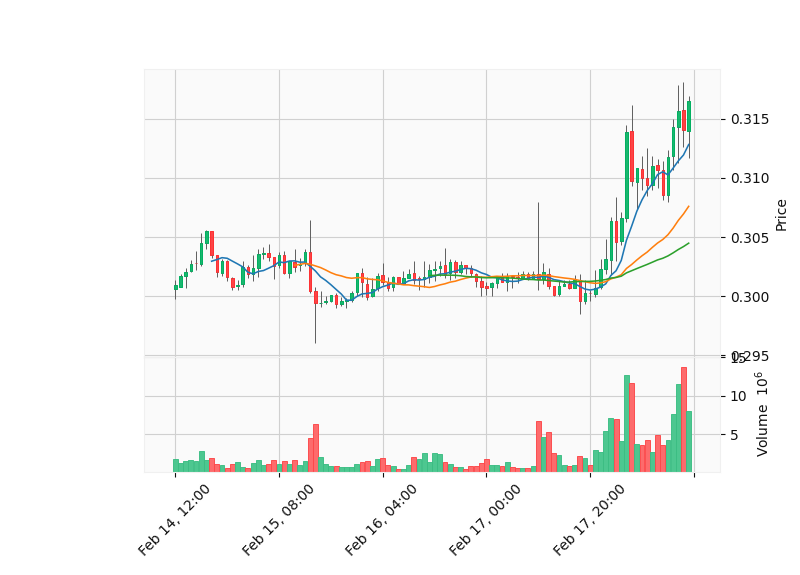 0.315
0.310
0.305
0.300
0.295
Price
15
10
5
Volume 10^6
Feb 14, 12:00
Feb 15, 08:00
Feb 16, 04:00
Feb 17, 00:00
Feb 17, 20:00